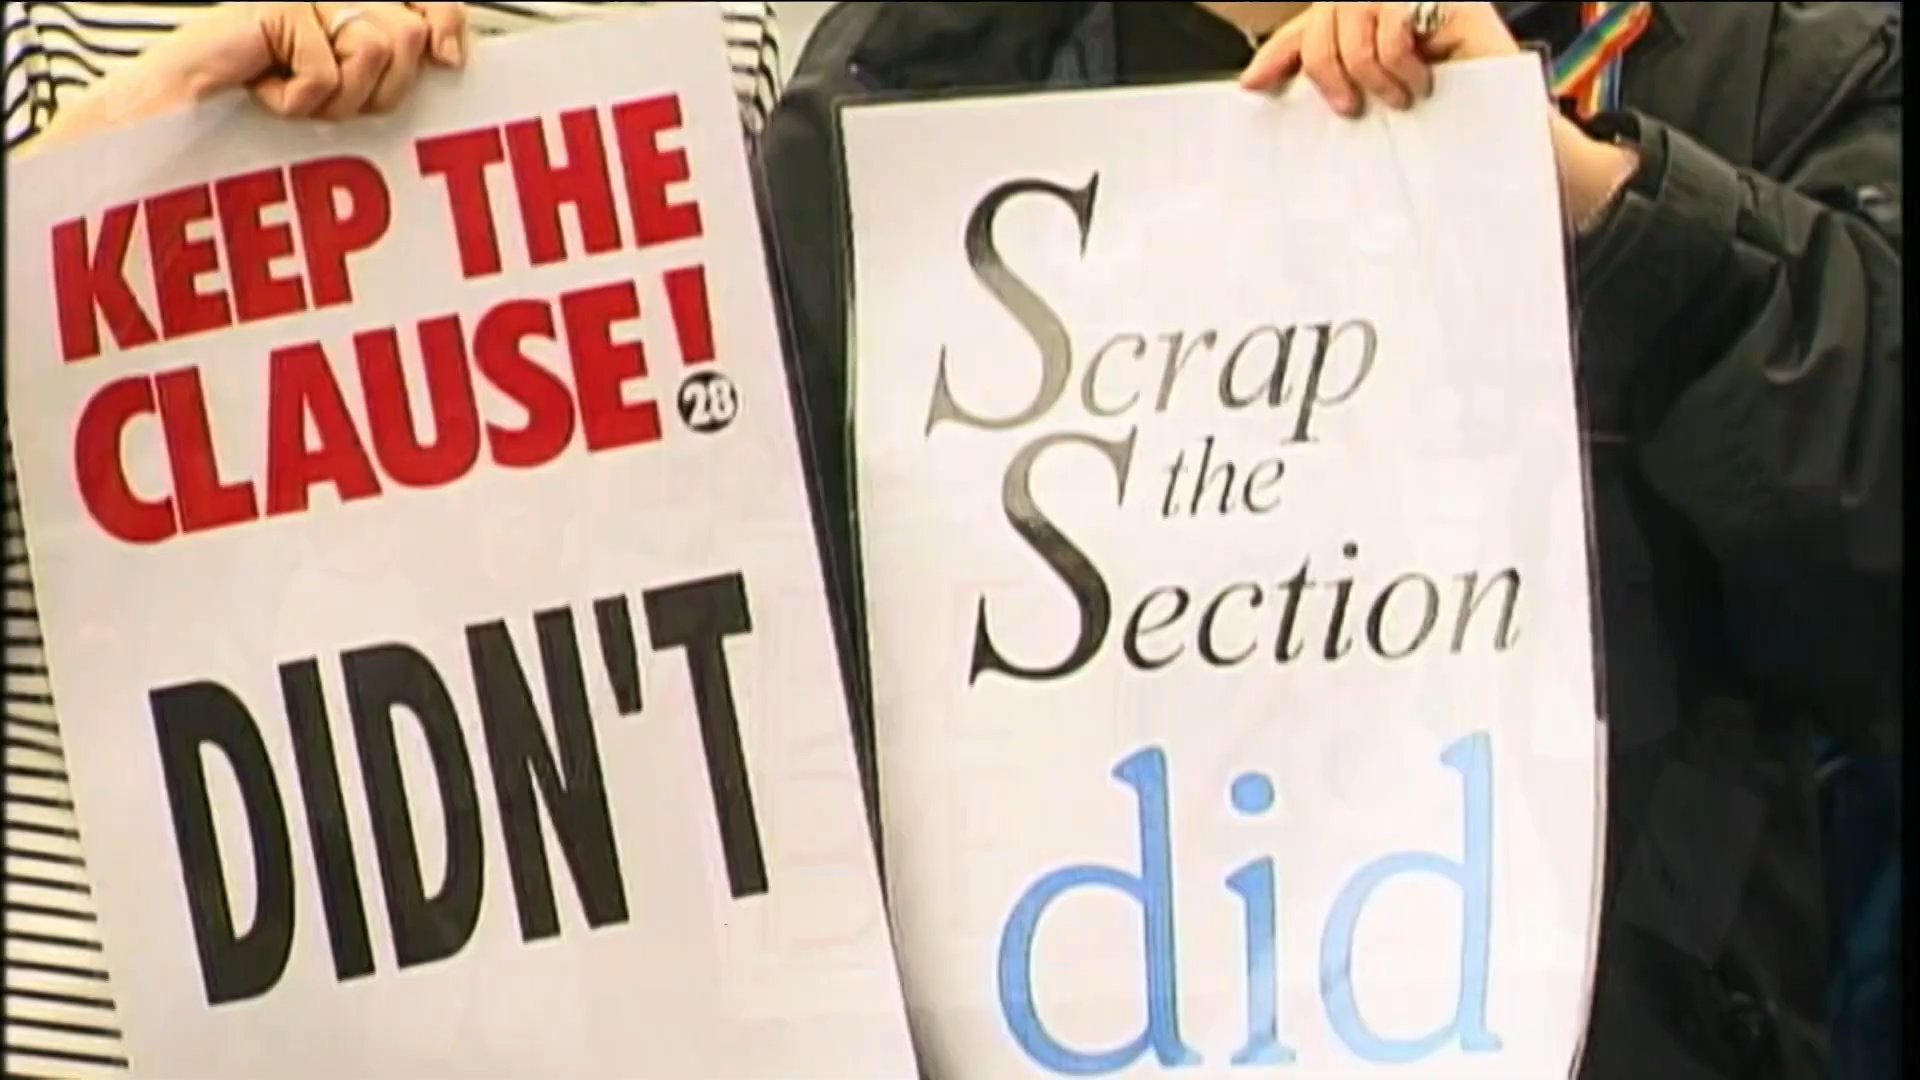 KEEP THE
CLAUSE!
28
DIDN'T
Scrap
the
Section
did